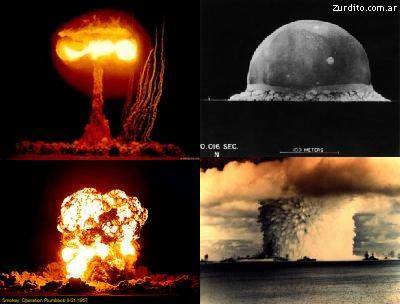 Zurdito.com.ar
0.016 SEC.
N
100 METERS
Smokey, Operation Plumbbob 8/31/1957